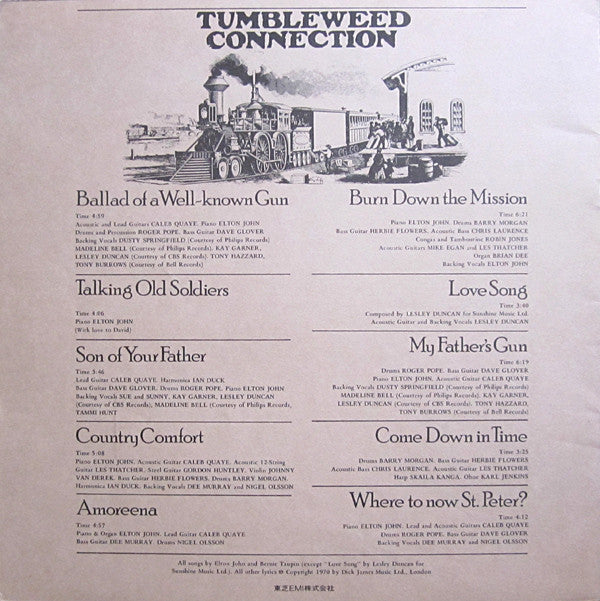 TUMBLEWEED
CONNECTION
Ballad of a Well-known Gun
Time 4:59
Acoustic and Lead Guitars CALEB QUAYE. Piano ELTON JOHN
Drums and Percussion ROGER POPE. Bass Guitar DAVE GLOVER
Backing Vocals DUSTY SPRINGFIELD (Courtesy of Philips Records)
MADELINE BELL (Courtesy of Philips Records). KAY GARNER,
LESLEY DUNCAN (Courtesy of CBS Records). TONY HAZZARD,
TONY BURROWS (Courtesy of Bell Records)
Talking Old Soldiers
Time 4:06
Piano ELTON JOHN
(With love to David)
Son of Your Father
Time 3:46
Lead Guitar CALEB QUAYE. Harmonica IAN DUCK
Bass Guitar DAVE GLOVER. Drums ROGER POPE. Piano ELTON JOHN
Backing Vocals SUE and SUNNY, KAY GARNER, LESLEY DUNCAN
(Courtesy of CBS Records), MADELINE BELL (Courtesy of Philips Records,
TAMMI HUNT
Country Comfort
Time 5:08
Piano ELTON JOHN. Acoustic Guitar CALEB QUAYE. Acoustic 12-String
Guitar LES THATCHER. Steel Guitar GORDON HUNTLEY. Violin JOHNNY
VAN DEREK. Bass Guitar HERBIE FLOWERS. Drums BARRY MORGAN.
Harmonica IAN DUCK. Backing Vocals DEE MURRAY and NIGEL OLSSON
Amoreena
Time 4:57
Piano & Organ ELTON JOHN. Lead Guitar CALEB QUAYE
Bass Guitar DEE MURRAY. Drums NIGEL OLSSON
Burn Down the Mission
Time 6:21
Piano ELTON JOHN. Drums BARRY MORGAN
Bass Guitar HERBIE FLOWERS. Acoustic Bass CHRIS LAURENCE
Congas and Tambourine ROBIN JONES
Acoustic Guitars MIKE EGAN and LES THATCHER
Organ BRIAN DEE
Backing Vocals ELTON JOHN
Love Song
Time 3:40
Composed by LESLEY DUNCAN for Sunshine Music Ltd.
Acoustic Guitar and Backing Vocals LESLEY DUNCAN
My Father's Gun
Time 6:19
Drums ROGER POPE. Bass Guitar DAVE GLOVER
Piano ELTON JOHN. Acoustic Guitar CALEB QUAYE
Backing Vocals DUSTY SPRINGFIELD (Courtesy of Philips Records)
MADELINE BELL (Courtesy of Philips Records). KAY GARNER,
LESLEY DUNCAN (Courtesy of CBS Records). TONY HAZZARD,
TONY BURROWS (Courtesy of Bell Records)
Come Down in Time
Time 3:25
Drums BARRY MORGAN. Bass Guitar HERBIE FLOWERS
Acoustic Bass CHRIS LAURENCE. Acoustic Guitar LES THATCHER
Harp SKAILA KANGA. Oboe KARL JENKINS
Where to now St. Peter?
Time 4:12
Piano ELTON JOHN. Lead and Acoustic Guitars CALEB QUAYE
Drums ROGER POPE. Bass Guitar DAVE GLOVER
Backing Vocals DEE MURRAY and NIGEL OLSSON
All songs by Elton John and Bernie Taupin (except "Love Song" by Lesley Duncan for
Sunshine Music Ltd.). All other lyrics © Copyright 1970 by Dick James Music Ltd., London
東芝EMI株式会社